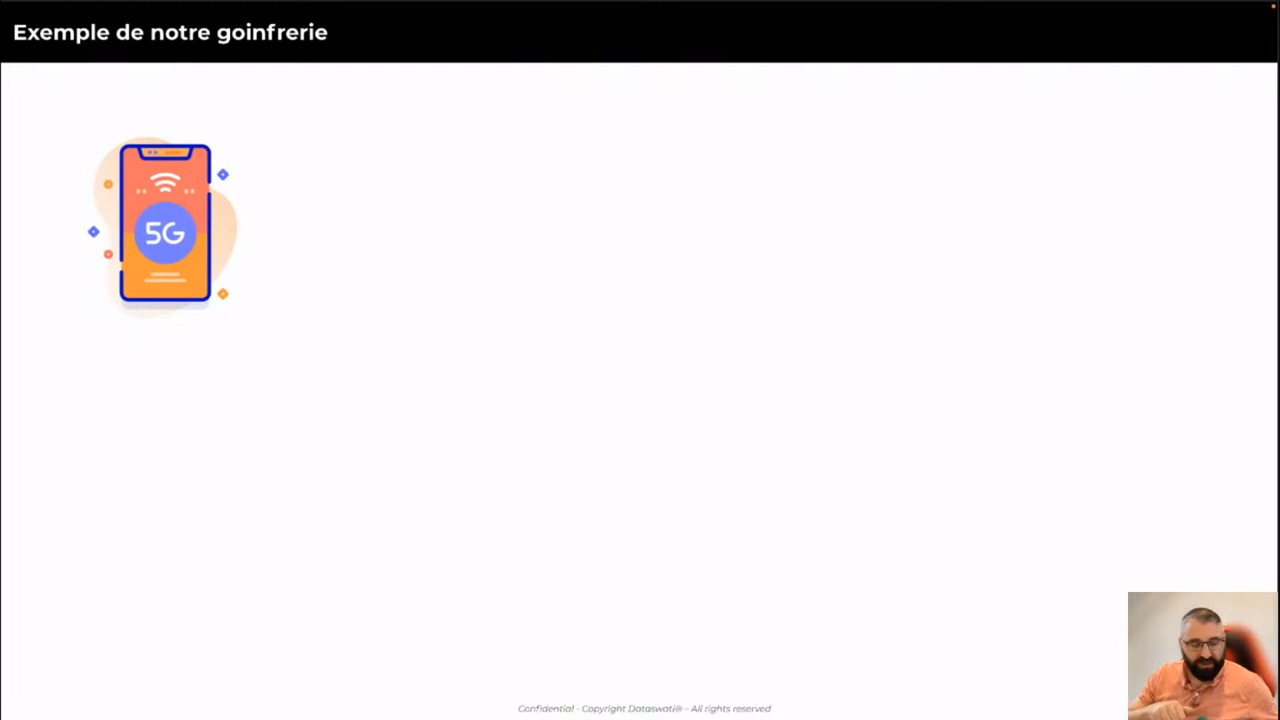 Exemple de notre goinfrerie
5G
Confidential - Copyright Dataswati® - All rights reserved